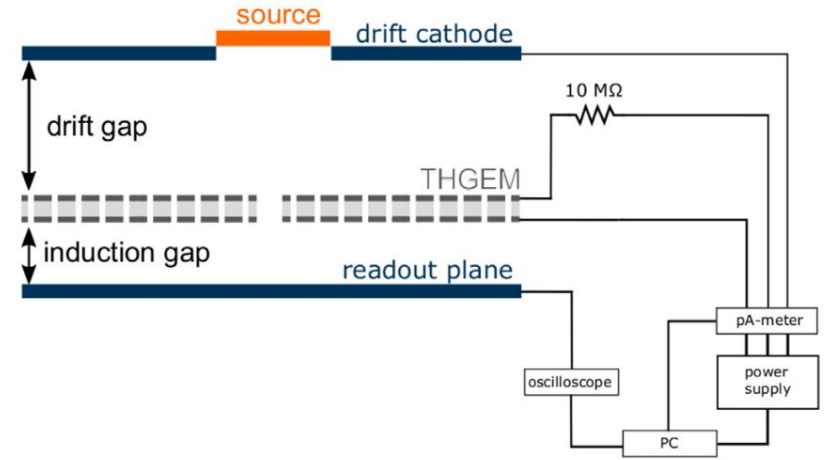 source
drift cathode
10 MΩ
drift gap
THGEM
induction gap
readout plane
pA-meter
power
supply
oscilloscope
PC